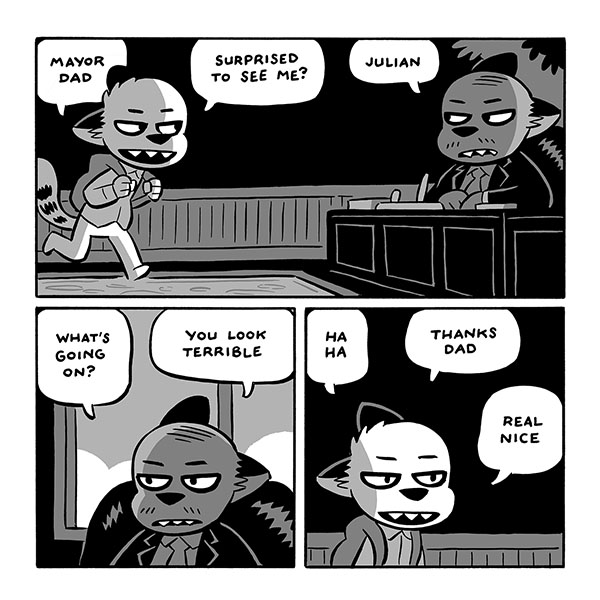 MAYOR
DAD
SURPRISED
TO SEE ME?
JULIAN
WHAT'S
GOING
ON?
YOU LOOK
TERRIBLE
HA
HA
THANKS
DAD
REAL
NICE